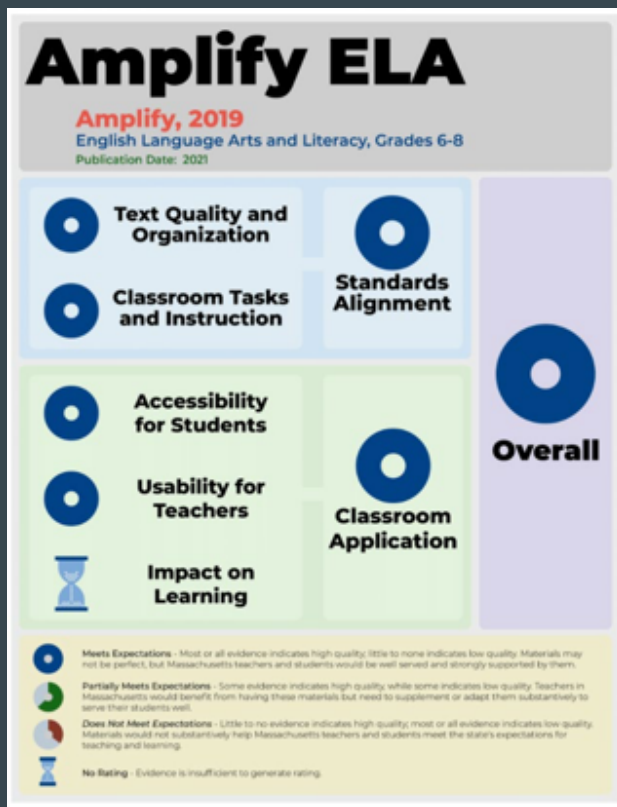 Amplify ELA
Amplify, 2019
English Language Arts and Literacy, Grades 6-8
Publication Date: 2021
Text Quality and
Organization
Classroom Tasks
and Instruction
Standards
Alignment
Accessibility
for Students
Usability for
Teachers
Impact on
Learning
Classroom
Application
Overall
Meets Expectations - Most or all evidence indicates high quality; little to none indicates low quality. Materials may
not be perfect, but Massachusetts teachers and students would be well served and strongly supported by them.
Partially Meets Expectations - Some evidence indicates high quality, while some indicates low quality. Teachers in
Massachusetts would benefit from having these materials but need to supplement or adapt them substantively to
serve their students well.
Does Not Meet Expectations - Little to no evidence indicates high quality; most or all evidence indicates low quality.
Materials would not substantively help Massachusetts teachers and students meet the state's expectations for
teaching and learning.
No Rating - Evidence is insufficient to generate rating.